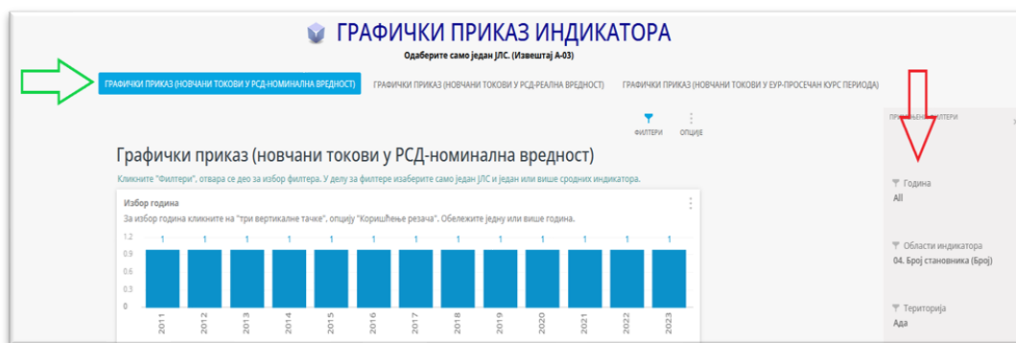 ГРАФИЧКИ ПРИКАЗ ИНДИКАТОРА
Одаберите само један ЈЛС. (Извештај А-03)
ГРАФИЧКИ ПРИКАЗ (НОВЧАНИ ТОКОВИ У РСД-НОМИНАЛНА ВРЕДНОСТ)
ГРАФИЧКИ ПРИКАЗ (НОВЧАНИ ТОКОВИ У РСД-РЕАЛНА ВРЕДНОСТ)
ГРАФИЧКИ ПРИКАЗ (НОВЧАНИ ТОКОВИ У ЕУР-ПРОСЕЧАН КУРС ПЕРИОДА)
ФИЛТЕРИ
ОПЦИЈЕ
Графички приказ (новчани токови у РСД-номинална вредност)
Кликните "Филтери", отвара се део за избор филтера. У делу за филтере изаберите само један ЈЛС и један или више сродних индикатора.
Избор година
За избор година кликните на "три вертикалне тачке", опцију "Коришћење резача". Обележите једну или више година.
1.2
0.9
0.6
0.3
0
1 1 1 1 1 1 1 1 1 1 1 1 1
2011 2012 2013 2014 2015 2016 2017 2018 2019 2020 2021 2022 2023
ФИЛТЕРИ
Година
All
Области индикатора
04. Број становника (Број)
Територија
Ада